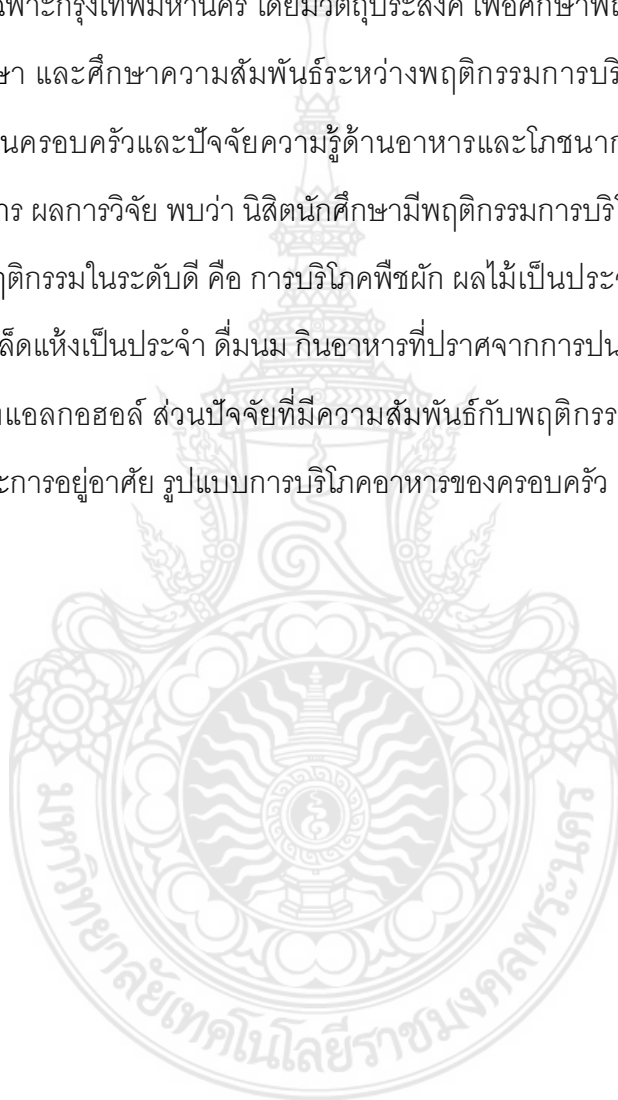 ฉพาะกรุงเทพมหานคร โดยมีวัตถุประสงค์ เพื่อศึกษาพฤ
ษา และศึกษาความสัมพันธ์ระหว่างพฤติกรรมการบริ
นครอบครัวและปัจจัยความรู้ด้านอาหารและโภชนาก
าร ผลการวิจัย พบว่า นิสิตนักศึกษามีพฤติกรรมการบริโ
ฤติกรรมในระดับดี คือ การบริโภคพืชผัก ผลไม้เป็นประจ
ล็ดแห้งเป็นประจำ ดื่มนม กินอาหารที่ปราศจากการปน
แอลกอฮอล์ ส่วนปัจจัยที่มีความสัมพันธ์กับพฤติกรร
ะการอยู่อาศัย รูปแบบการบริโภคอาหารของครอบครัว
มหาวิทยาลัยเทคโนโลยีราชมงคลพระนคร